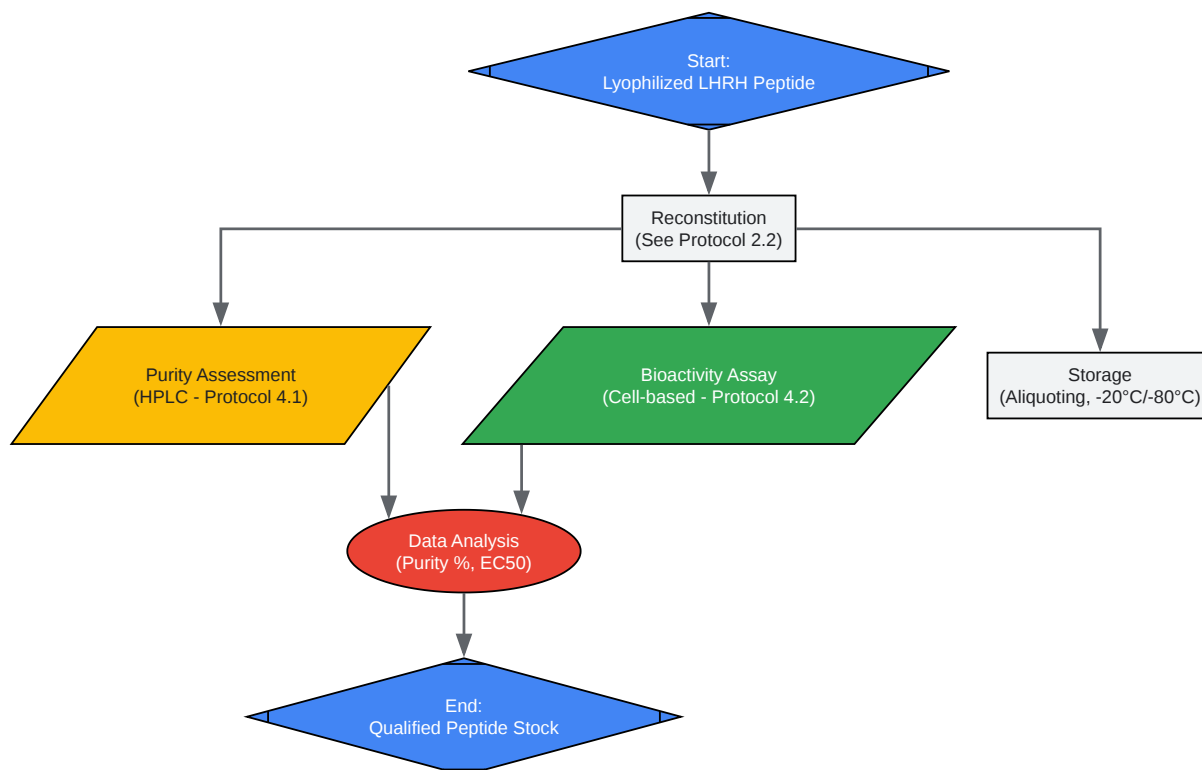 Start:
Lyophilized LHRH Peptide
Reconstitution
(See Protocol 2.2)
Purity Assessment
(HPLC - Protocol 4.1)
Bioactivity Assay
(Cell-based - Protocol 4.2)
Storage
(Aliquoting, -20°C/-80°C)
Data Analysis
(Purity %, EC50)
End:
Qualified Peptide Stock